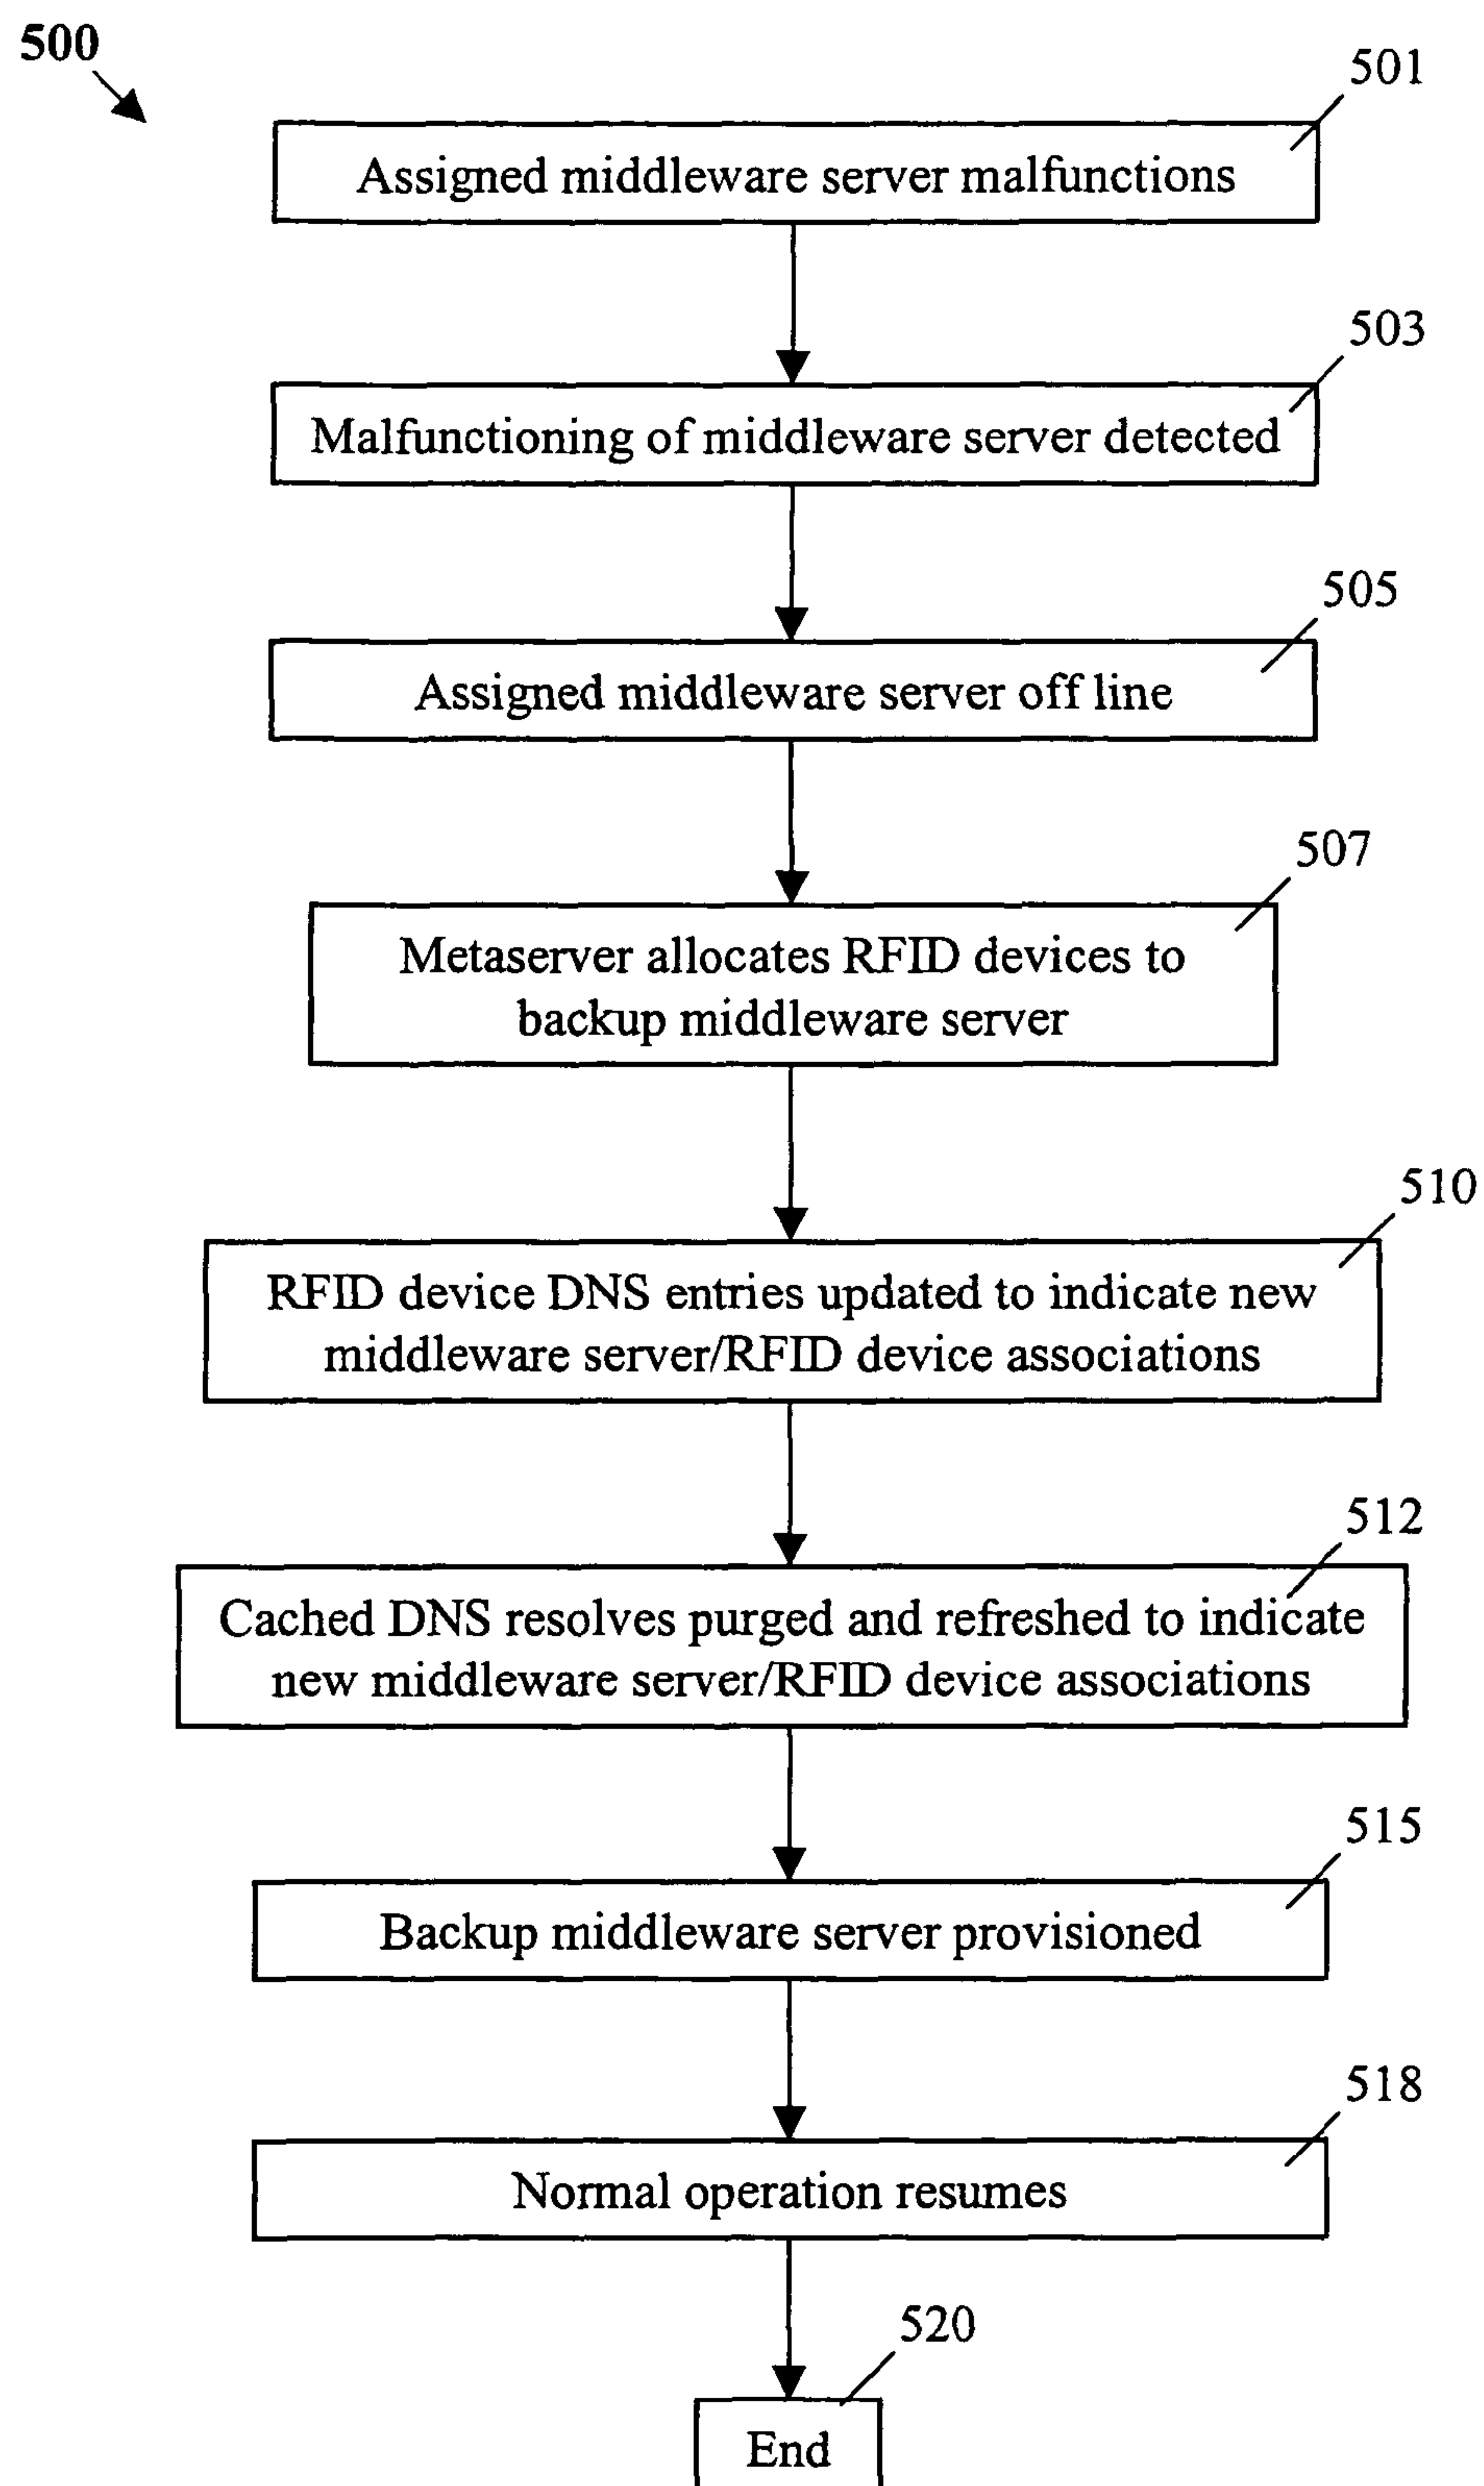 500
501
Assigned middleware server malfunctions
503
Malfunctioning of middleware server detected
505
Assigned middleware server off line
507
Metaserver allocates RFID devices to
backup middleware server
510
RFID device DNS entries updated to indicate new
middleware server/RFID device associations
512
Cached DNS resolves purged and refreshed to indicate
new middleware server/RFID device associations
515
Backup middleware server provisioned
518
Normal operation resumes
520
End